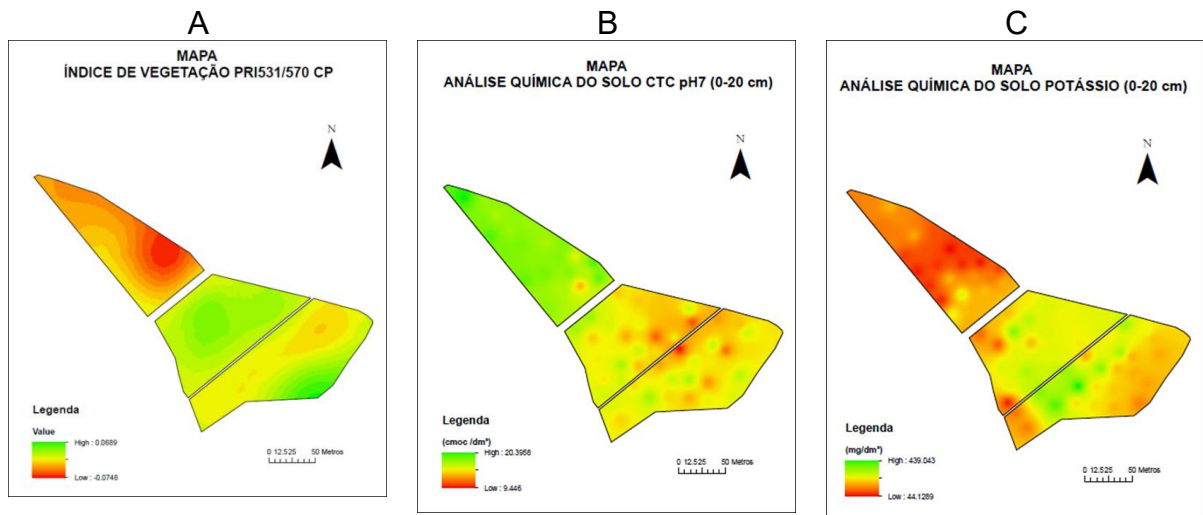 A
MAPA
ÍNDICE DE VEGETAÇÃO PRI531/570 CP
N
Legenda
Value
High : 0.0689
Low : -0.0746
0 12.525 50 Metros
B
MAPA
ANÁLISE QUÍMICA DO SOLO CTC pH7 (0-20 cm)
N
Legenda
(cmoc /dm³)
High : 20.3958
Low : 9.446
0 12.525 50 Metros
C
MAPA
ANÁLISE QUÍMICA DO SOLO POTÁSSIO (0-20 cm)
N
Legenda
(mg/dm³)
High : 439.043
Low : 44.1289
0 12.525 50 Metros